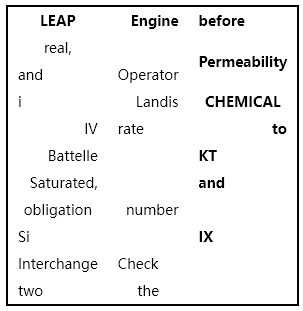 LEAP Engine before
real,
Permeability
and Operator
i Landis CHEMICAL
IV rate to
Battelle KT
Saturated, and
obligation number
Si IX
Interchange Check
two the